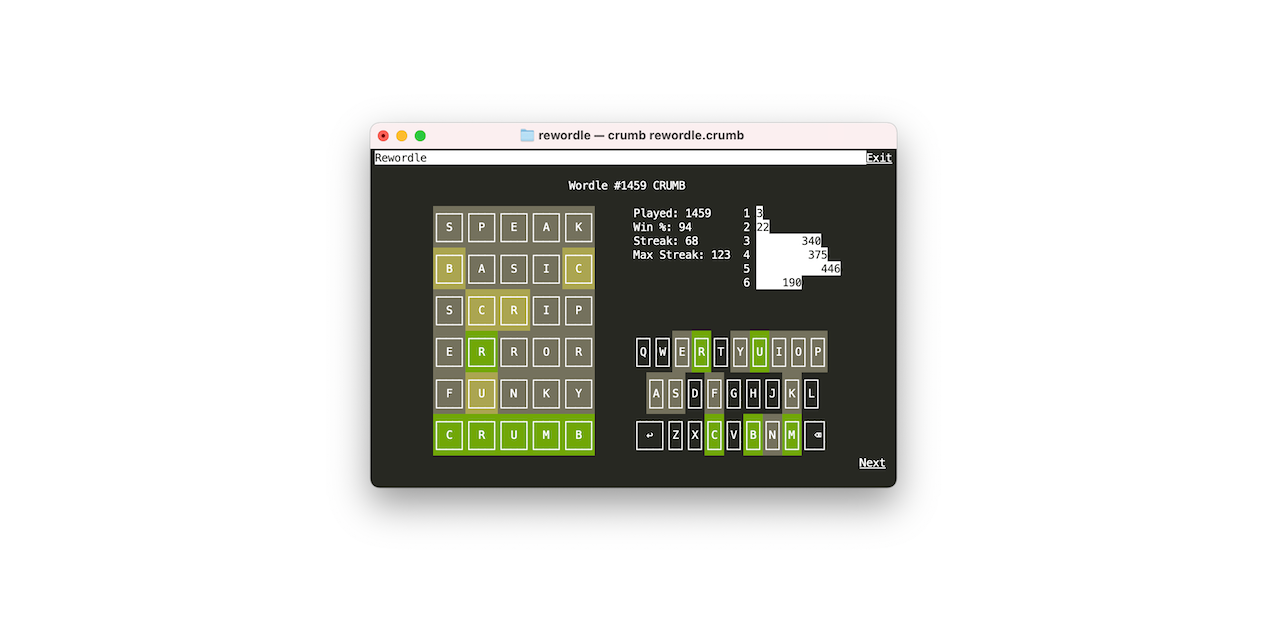 rewordle — crumb rewordle.crumb
Rewordle Exit
Wordle #1459 CRUMB
S P E A K
B A S I C
S C R I P
E R R O R
F U N K Y
C R U M B
Played: 1459
Win %: 94
Streak: 68
Max Streak: 123
1 3
2 22
3 340
4 375
5 446
6 190
Q W E R T Y U I O P
A S D F G H J K L
↩ Z X C V B N M ⌫
Next